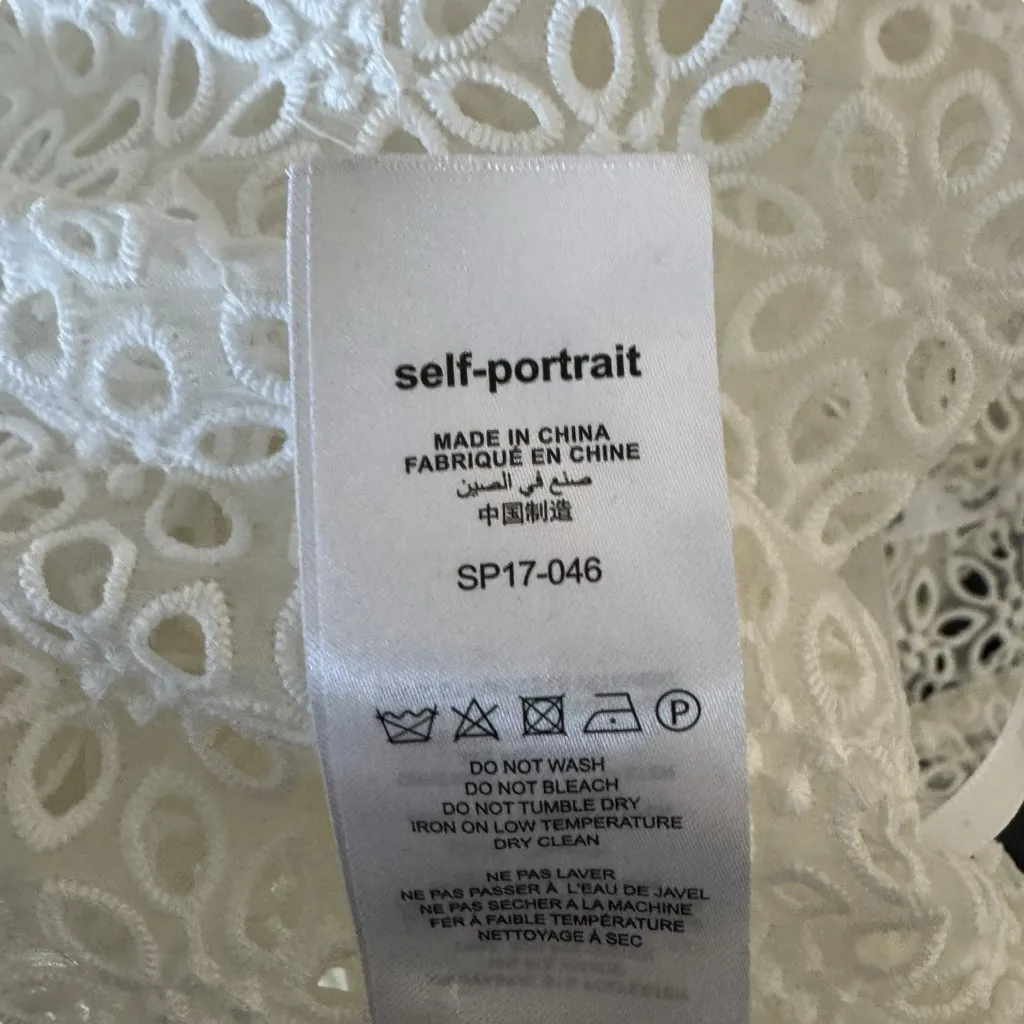 self-portrait
MADE IN CHINA
FABRIQUÉ EN CHINE
صنع في الصين
中国制造
SP17-046
P
DO NOT WASH
DO NOT BLEACH
DO NOT TUMBLE DRY
IRON ON LOW TEMPERATURE
DRY CLEAN
NE PAS LAVER
NE PAS PASSER À L'EAU DE JAVEL
NE PAS SECHER A LA MACHINE
FER À FAIBLE TEMPÉRATURE
NETTOYAGE À SEC